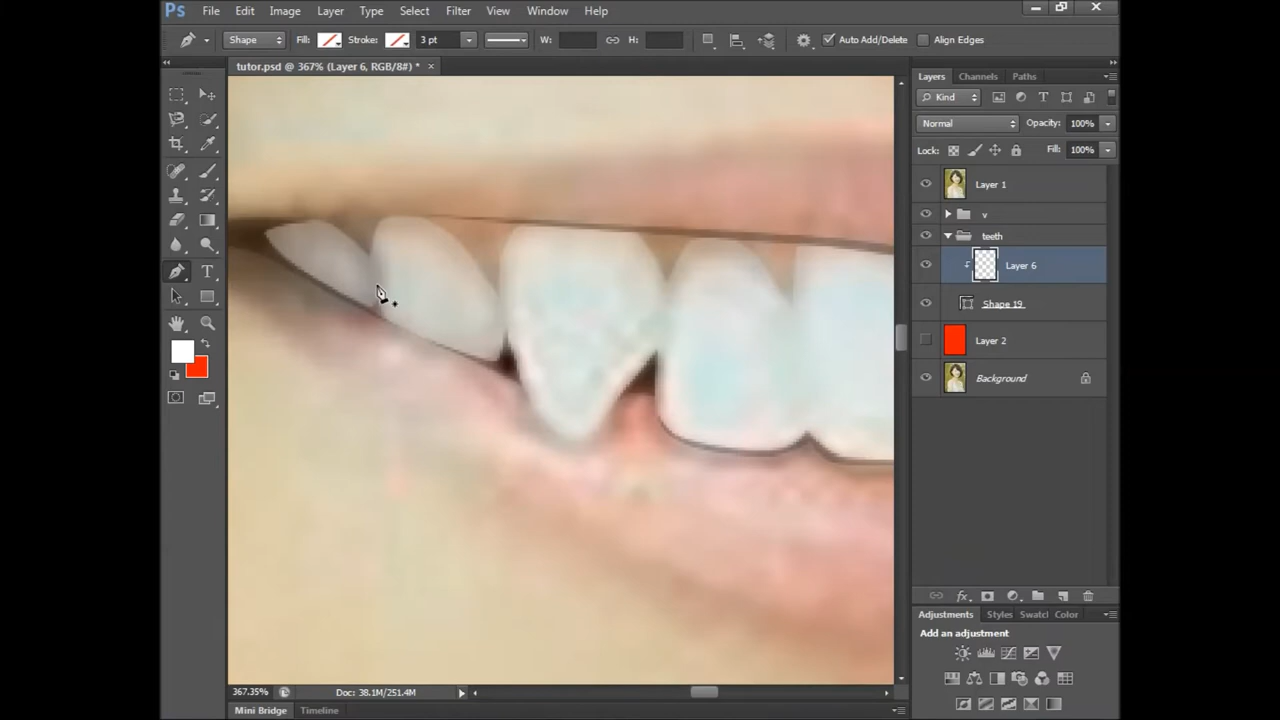 Ps File Edit Image Layer Type Select Filter View Window Help
Shape Fill: Stroke: 3 pt W: H: Auto Add/Delete Align Edges
tutor.psd @ 367% (Layer 6, RGB/8#) * ×
Layers Channels Paths
Kind
Normal Opacity: 100%
Lock: Fill: 100%
Layer 1
v
teeth
Layer 6
Shape 19
Layer 2
Background
Adjustments Styles Swatcl Color
Add an adjustment
367.35% Doc: 38.1M/251.4M
Mini Bridge Timeline